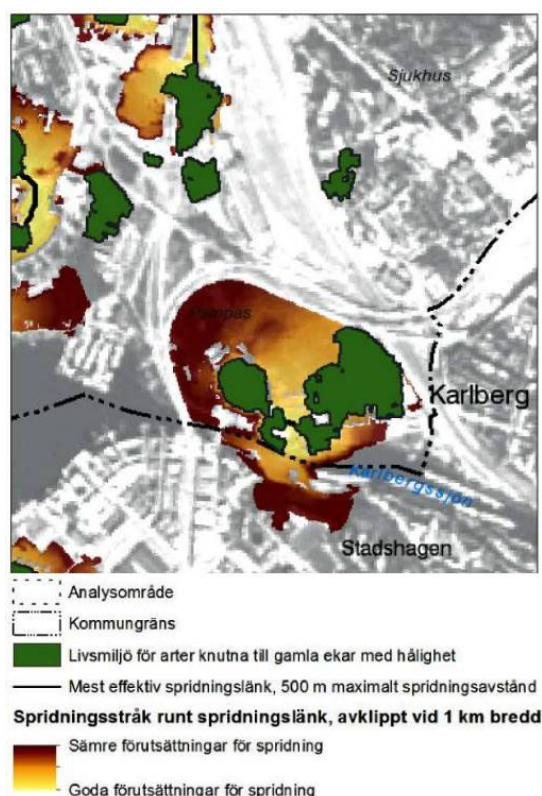 Sjukhus
Pampas
Karlberg
Karlbergssjön
Stadshagen
Analysområde
Kommungräns
Livsmiljö för arter knutna till gamla ekar med hålighet
Mest effektiv spridningslänk, 500 m maximalt spridningsavstånd
Spridningsstråk runt spridningslänk, avklippt vid 1 km bredd
Sämre förutsättningar för spridning
Goda förutsättningar för spridning